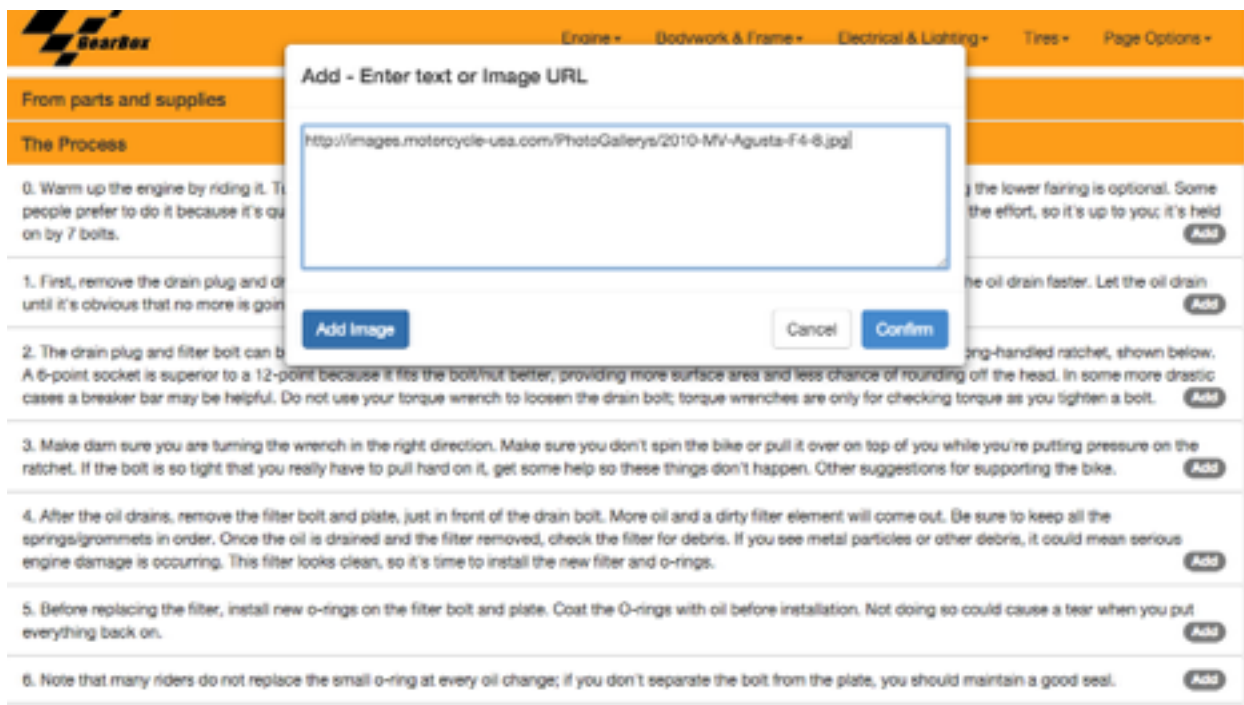 GearBox
Engine
Bodywork & Frame
Electrical & Lighting
Tires
Page Options
Add - Enter text or Image URL
From parts and supplies
The Process
http://images.motorcycle-usa.com/PhotoGallerys/2010-MV-Agusta-F4-8.jpg
0. Warm up the engine by riding it. the lower fairing is optional. Some
people prefer to do it because it's the effort, so it's up to you; it's held
on by 7 bolts. Add
1. First, remove the drain plug and oil drain faster. Let the oil drain
until it's obvious that no more is Add
Add Image
Cancel
Confirm
2. The drain plug and filter bolt can ratchet, shown below.
A 6-point socket is superior to a 12-point because it fits the bolt/nut better, providing more surface area and less chance of rounding off the head. In some more drastic
cases a breaker bar may be helpful. Do not use your torque wrench to loosen the drain bolt; torque wrenches are only for checking torque as you tighten a bolt. Add
3. Make darn sure you are turning the wrench in the right direction. Make sure you don't spin the bike or pull it over on top of you while you're putting pressure on the
ratchet. If the bolt is so tight that you really have to pull hard on it, get some help so these things don't happen. Other suggestions for supporting the bike. Add
4. After the oil drains, remove the filter bolt and plate, just in front of the drain bolt. More oil and a dirty filter element will come out. Be sure to keep all the
springs/grommets in order. Once the oil is drained and the filter removed, check the filter for debris. If you see metal particles or other debris, it could mean serious
engine damage is occurring. This filter looks clean, so it's time to install the new filter and o-rings. Add
5. Before replacing the filter, install new o-rings on the filter bolt and plate. Coat the O-rings with oil before installation. Not doing so could cause a tear when you put
everything back on. Add
6. Note that many riders do not replace the small o-ring at every oil change; if you don't separate the bolt from the plate, you should maintain a good seal. Add